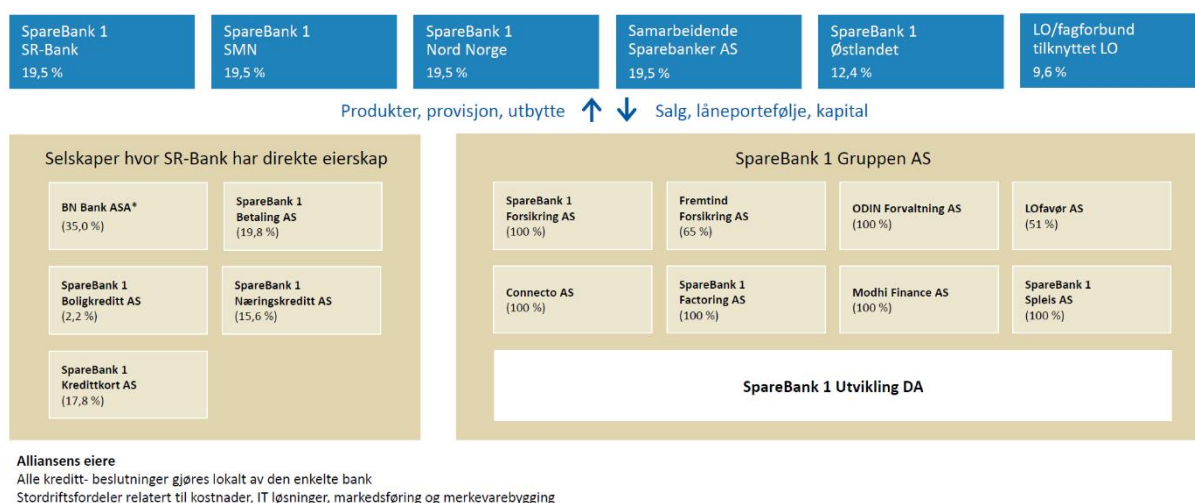 SpareBank 1
SR-Bank
19,5 %
SpareBank 1
SMN
19,5 %
SpareBank 1
Nord Norge
19,5 %
Samarbeidende
Sparebanker AS
19,5 %
SpareBank 1
Østlandet
12,4 %
LO/fagforbund
tilknyttet LO
9,6 %
Produkter, provisjon, utbytte
Salg, låneportefølje, kapital
Selskaper hvor SR-Bank har direkte eierskap
BN Bank ASA*
(35,0 %)
SpareBank 1
Betaling AS
(19,8 %)
SpareBank 1
Boligkreditt AS
(2,2 %)
SpareBank 1
Næringskreditt AS
(15,6 %)
SpareBank 1
Kredittkort AS
(17,8 %)
SpareBank 1 Gruppen AS
SpareBank 1
Forsikring AS
(100 %)
Fremtind
Forsikring AS
(65 %)
ODIN Forvaltning AS
(100 %)
LOfavør AS
(51 %)
Connecto AS
(100 %)
SpareBank 1
Factoring AS
(100 %)
Modhi Finance AS
(100 %)
SpareBank 1
Spleis AS
(100 %)
SpareBank 1 Utvikling DA
Alliansens eiere
Alle kreditt- beslutninger gjøres lokalt av den enkelte bank
Stordriftsfordeler relatert til kostnader, IT løsninger, markedsføring og merkevarebygging